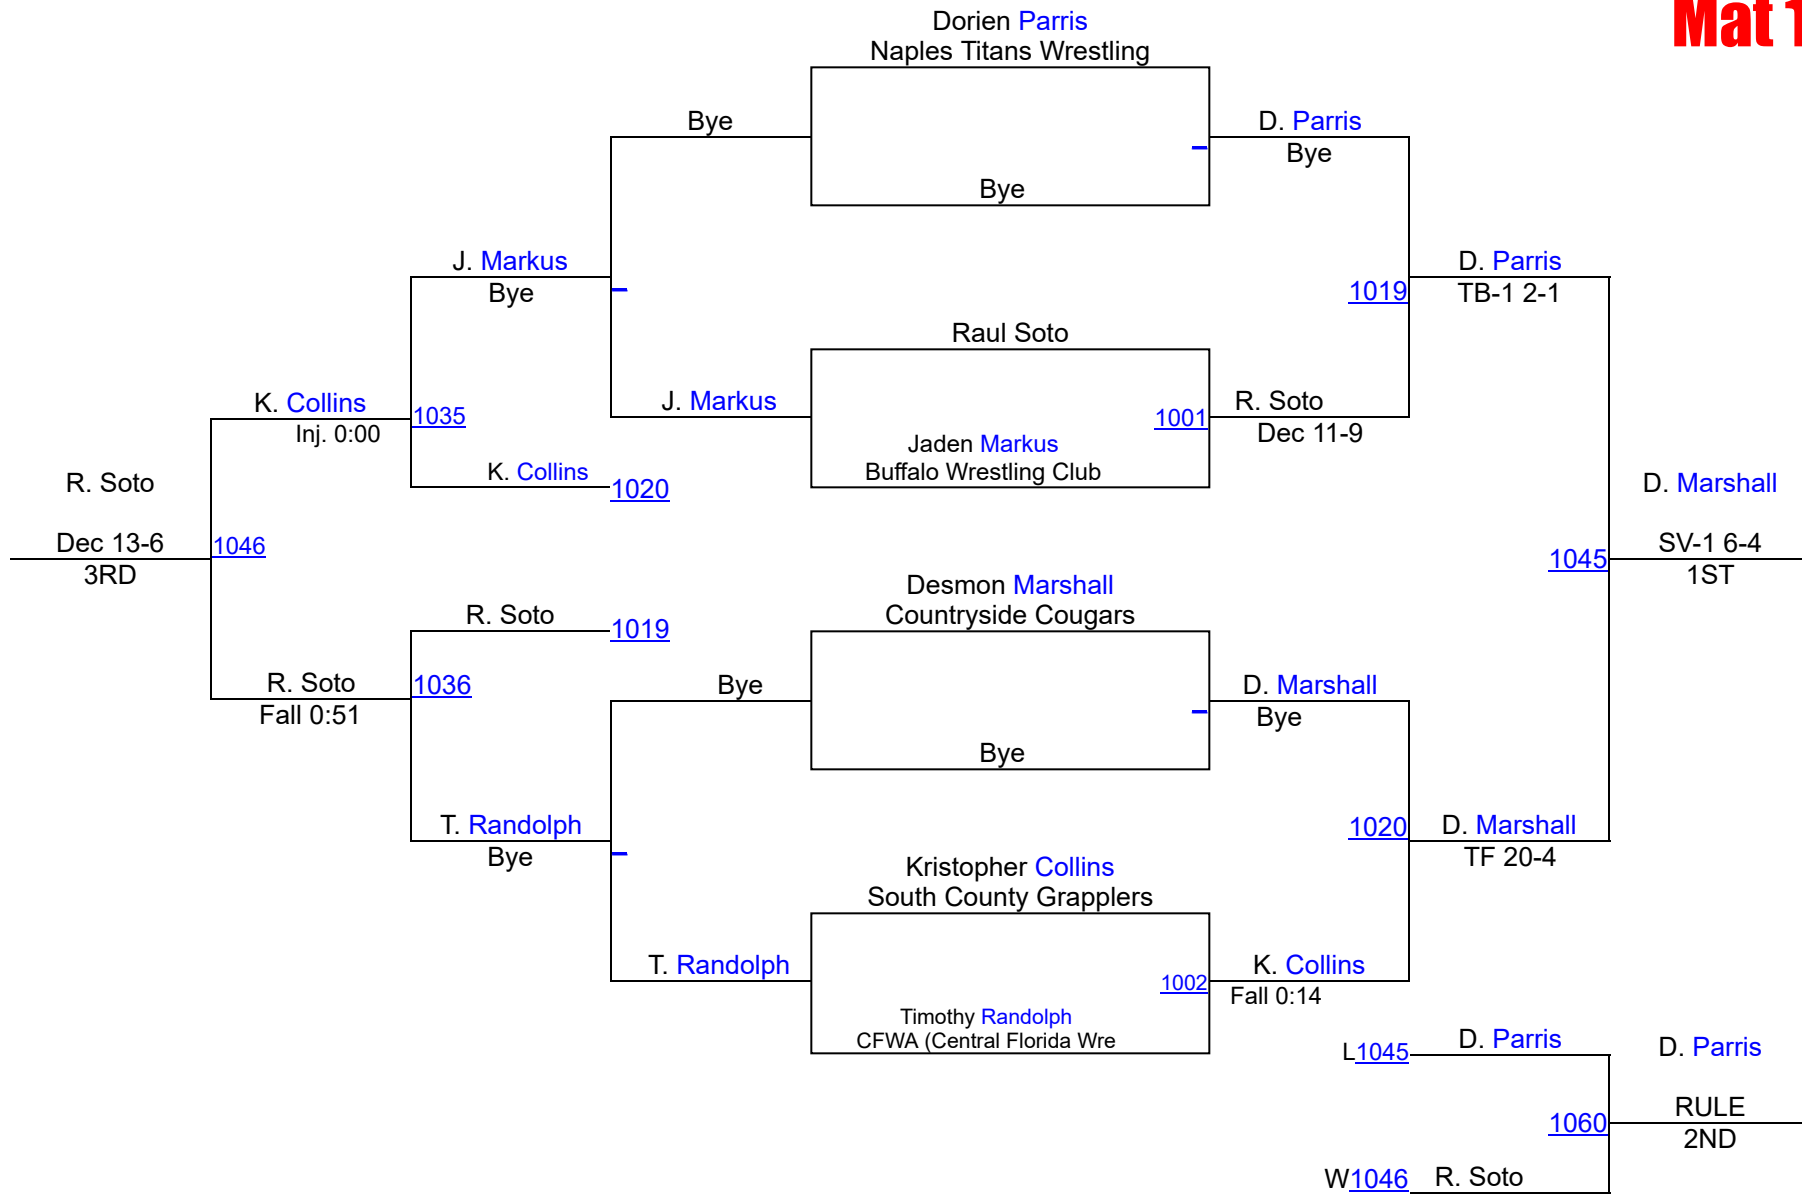 Mat 1
Dorien Parris
Naples Titans Wrestling
Bye
D. Parris
Bye
Bye
J. Markus
Bye
D. Parris
1019
TB-1 2-1
Raul Soto
J. Markus
1001
R. Soto
Dec 11-9
Jaden Markus
Buffalo Wrestling Club
K. Collins
1035
Inj. 0:00
K. Collins
1020
R. Soto
Dec 13-6
1046
3RD
D. Marshall
1045
SV-1 6-4
1ST
Desmon Marshall
Countryside Cougars
R. Soto
1019
R. Soto
1036
Fall 0:51
Bye
D. Marshall
Bye
Bye
T. Randolph
Bye
1020
D. Marshall
TF 20-4
Kristopher Collins
South County Grapplers
T. Randolph
1002
K. Collins
Fall 0:14
Timothy Randolph
CFWA (Central Florida Wre
L1045
D. Parris
D. Parris
1060
RULE
2ND
W1046
R. Soto